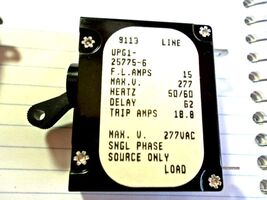 9113 LINE
UPG1-
25775-6
F.L.AMPS 15
MAX.V. 277
HERTZ 50/60
DELAY 62
TRIP AMPS 18.8
MAX. V. 277VAC
SNGL PHASE
SOURCE ONLY
LOAD